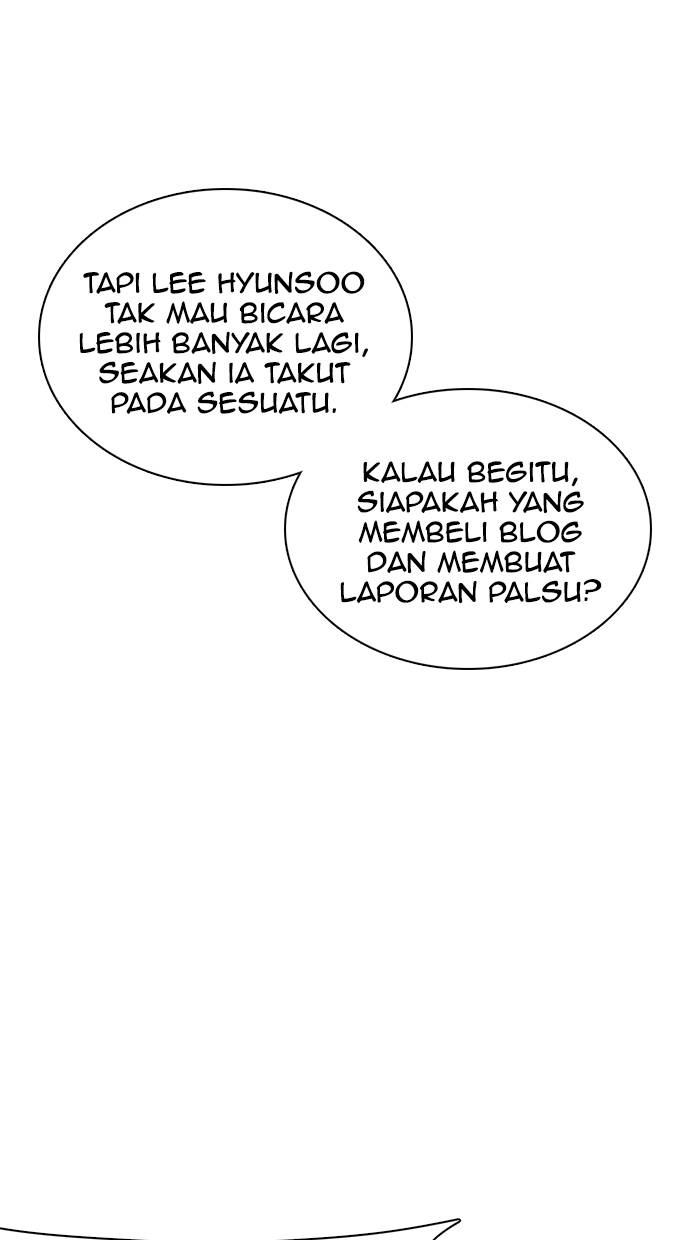 TAPI LEE HYUNSOO
TAK MAU BICARA
LEBIH BANYAK LAGI,
SEAKAN IA TAKUT
PADA SESUATU.
KALAU BEGITU,
SIAPAKAH YANG
MEMBELI BLOG
DAN MEMBUAT
LAPORAN PALSU?